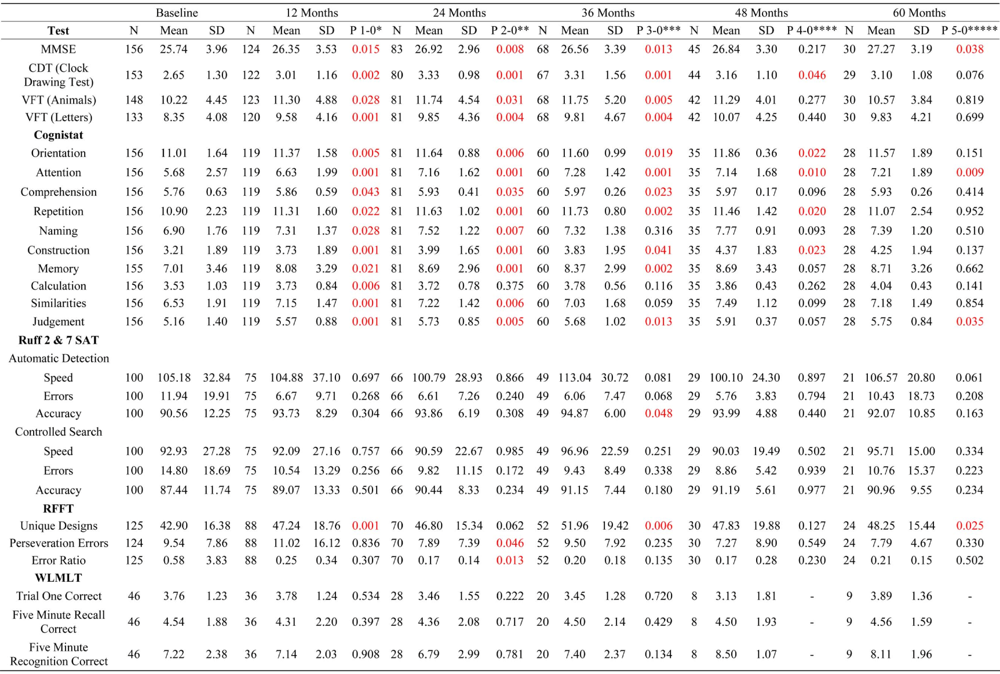 Baseline 12 Months 24 Months 36 Months 48 Months 60 Months
Test N Mean SD N Mean SD P 1-0* N Mean SD P 2-0** N Mean SD P 3-0*** N Mean SD P 4-0**** N Mean SD P 5-0*****
MMSE 156 25.74 3.96 124 26.35 3.53 0.015 83 26.92 2.96 0.008 68 26.56 3.39 0.013 45 26.84 3.30 0.217 30 27.27 3.19 0.038
CDT (Clock
Drawing Test) 153 2.65 1.30 122 3.01 1.16 0.002 80 3.33 0.98 0.001 67 3.31 1.56 0.001 44 3.16 1.10 0.046 29 3.10 1.08 0.076
VFT (Animals) 148 10.22 4.45 123 11.30 4.88 0.028 81 11.74 4.54 0.031 68 11.75 5.20 0.005 42 11.29 4.01 0.277 30 10.57 3.84 0.819
VFT (Letters) 133 8.35 4.08 120 9.58 4.16 0.001 81 9.85 4.36 0.004 68 9.81 4.67 0.004 42 10.07 4.25 0.440 30 9.83 4.21 0.699
Cognistat
Orientation 156 11.01 1.64 119 11.37 1.58 0.005 81 11.64 0.88 0.006 60 11.60 0.99 0.019 35 11.86 0.36 0.022 28 11.57 1.89 0.151
Attention 156 5.68 2.57 119 6.63 1.99 0.001 81 7.16 1.62 0.001 60 7.28 1.42 0.001 35 7.14 1.68 0.010 28 7.21 1.89 0.009
Comprehension 156 5.76 0.63 119 5.86 0.59 0.043 81 5.93 0.41 0.035 60 5.97 0.26 0.023 35 5.97 0.17 0.096 28 5.93 0.26 0.414
Repetition 156 10.90 2.23 119 11.31 1.60 0.022 81 11.63 1.02 0.001 60 11.73 0.80 0.002 35 11.46 1.42 0.020 28 11.07 2.54 0.952
Naming 156 6.90 1.76 119 7.31 1.37 0.028 81 7.52 1.22 0.007 60 7.32 1.38 0.316 35 7.77 0.91 0.093 28 7.39 1.20 0.510
Construction 156 3.21 1.89 119 3.73 1.89 0.001 81 3.99 1.65 0.001 60 3.83 1.95 0.041 35 4.37 1.83 0.023 28 4.25 1.94 0.137
Memory 155 7.01 3.46 119 8.08 3.29 0.021 81 8.69 2.96 0.001 60 8.37 2.99 0.002 35 8.69 3.43 0.057 28 8.71 3.26 0.662
Calculation 156 3.53 1.03 119 3.73 0.84 0.006 81 3.72 0.78 0.375 60 3.78 0.56 0.116 35 3.86 0.43 0.262 28 4.04 0.43 0.141
Similarities 156 6.53 1.91 119 7.15 1.47 0.001 81 7.22 1.42 0.006 60 7.03 1.68 0.059 35 7.49 1.12 0.099 28 7.18 1.49 0.854
Judgement 156 5.16 1.40 119 5.57 0.88 0.001 81 5.73 0.85 0.005 60 5.68 1.02 0.013 35 5.91 0.37 0.057 28 5.75 0.84 0.035
Ruff 2 & 7 SAT
Automatic Detection
Speed 100 105.18 32.84 75 104.88 37.10 0.697 66 100.79 28.93 0.866 49 113.04 30.72 0.081 29 100.10 24.30 0.897 21 106.57 20.80 0.061
Errors 100 11.94 19.91 75 6.67 9.71 0.268 66 6.61 7.26 0.240 49 6.06 7.47 0.068 29 5.76 3.83 0.794 21 10.43 18.73 0.208
Accuracy 100 90.56 12.25 75 93.73 8.29 0.304 66 93.86 6.19 0.308 49 94.87 6.00 0.048 29 93.99 4.88 0.440 21 92.07 10.85 0.163
Controlled Search
Speed 100 92.93 27.28 75 92.09 27.16 0.757 66 90.59 22.67 0.985 49 96.96 22.59 0.251 29 90.03 19.49 0.502 21 95.71 15.00 0.334
Errors 100 14.80 18.69 75 10.54 13.29 0.256 66 9.82 11.15 0.172 49 9.43 8.49 0.338 29 8.86 5.42 0.939 21 10.76 15.37 0.223
Accuracy 100 87.44 11.74 75 89.07 13.33 0.501 66 90.44 8.33 0.234 49 91.15 7.44 0.180 29 91.19 5.61 0.977 21 90.96 9.55 0.234
RFFT
Unique Designs 125 42.90 16.38 88 47.24 18.76 0.001 70 46.80 15.34 0.062 52 51.96 19.42 0.006 30 47.83 19.88 0.127 24 48.25 15.44 0.025
Perseveration Errors 124 9.54 7.86 88 11.02 16.12 0.836 70 7.89 7.39 0.046 52 9.50 7.92 0.235 30 7.27 8.90 0.549 24 7.79 4.67 0.330
Error Ratio 125 0.58 3.83 88 0.25 0.34 0.307 70 0.17 0.14 0.013 52 0.20 0.18 0.135 30 0.17 0.28 0.230 24 0.21 0.15 0.502
WLMLT
Trial One Correct 46 3.76 1.23 36 3.78 1.24 0.534 28 3.46 1.55 0.222 20 3.45 1.28 0.720 8 3.13 1.81 - 9 3.89 1.36 -
Five Minute Recall
Correct 46 4.54 1.88 36 4.31 2.20 0.397 28 4.36 2.08 0.717 20 4.50 2.14 0.429 8 4.50 1.93 - 9 4.56 1.59 -
Five Minute
Recognition Correct 46 7.22 2.38 36 7.14 2.03 0.908 28 6.79 2.99 0.781 20 7.40 2.37 0.134 8 8.50 1.07 - 9 8.11 1.96 -